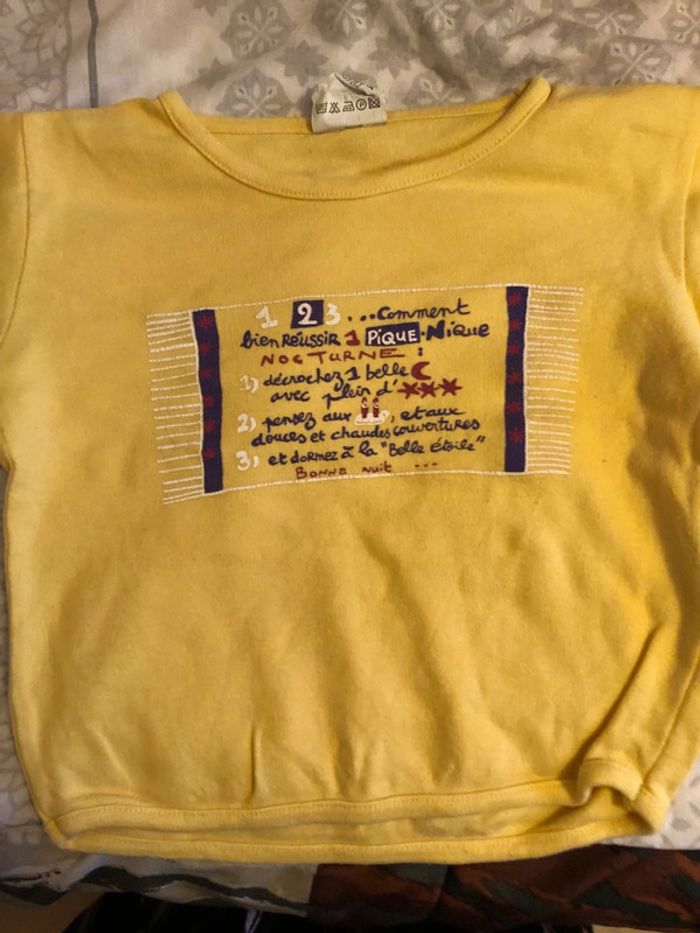 1 2 3 ... Comment
bien Réussir 1 PIQUE-Nique
NOCTURNE :
1) décrochez 1 belle
avec plein d'
2) pensez aux , et aux
douces et chaudes couvertures
3) et dormez à la "Belle Étoile"
BONNE NUIT ...